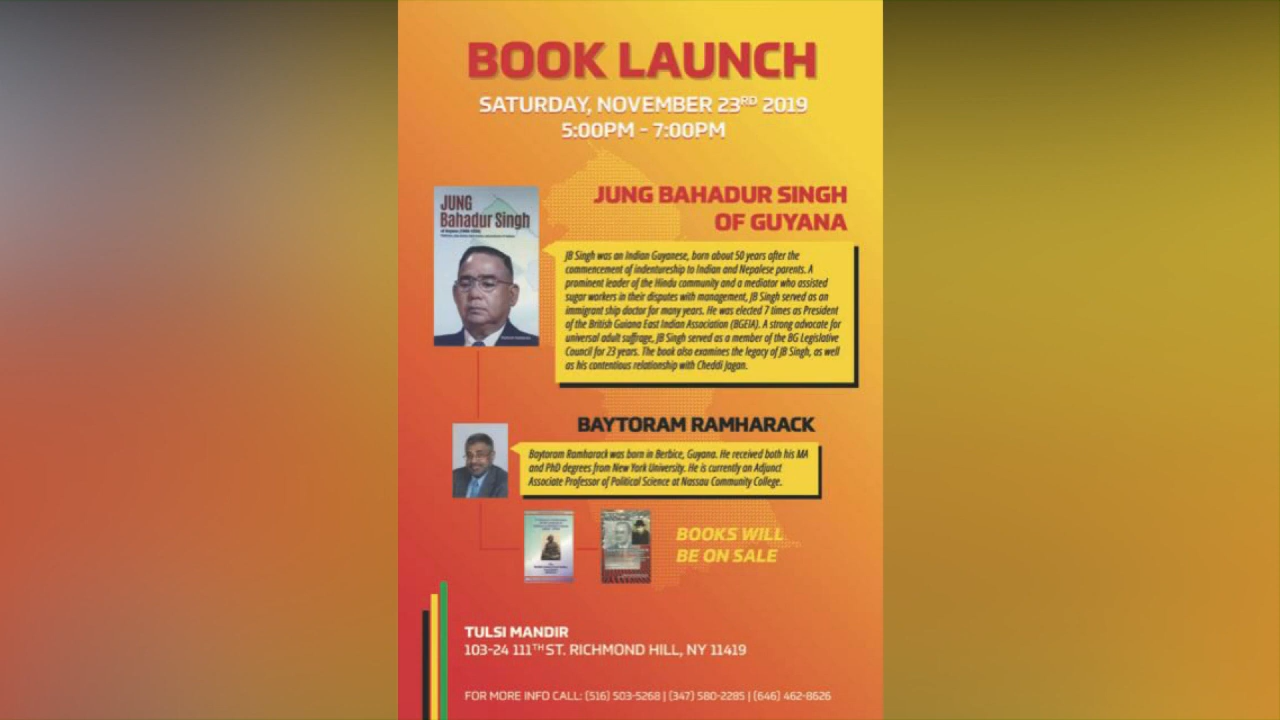 BOOK LAUNCH
SATURDAY, NOVEMBER 23RD 2019
5:00PM - 7:00PM
JUNG BAHADUR SINGH
OF GUYANA
JUNG
Bahadur Singh
JB Singh was an Indian Guyanese, born about 50 years after the
commencement of indentureship to Indian and Nepalese parents. A
prominent leader of the Hindu community and a mediator who assisted
sugar workers in their disputes with management, JB Singh served as an
immigrant ship doctor for many years. He was elected 7 times as President
of the British Guiana East Indian Association (BGEIA). A strong advocate for
universal adult suffrage, JB Singh served as a member of the BG Legislative
Council for 23 years. The book also examines the legacy of JB Singh, as well
as his contentious relationship with Cheddi Jagan.
BAYTORAM RAMHARACK
Baytoram Ramharack was born in Berbice, Guyana. He received both his MA
and PhD degrees from New York University. He is currently an Adjunct
Associate Professor of Political Science at Nassau Community College.
BOOKS WILL
BE ON SALE
TULSI MANDIR
103-24 111TH ST. RICHMOND HILL, NY 11419
FOR MORE INFO CALL: (516) 503-5268 | (347) 580-2285 | (646) 462-8626